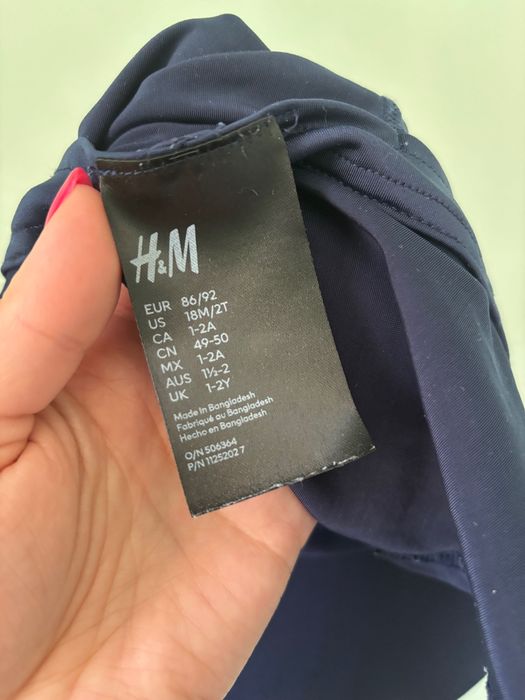 H&M
EUR 86/92
US 18M/2T
CA 1-2A
CN 49-50
MX 1-2A
AUS 1½-2
UK 1-2Y
Made in Bangladesh
Fabriqué au Bangladesh
Hecho en Bangladesh
O/N 506364
P/N 11252027